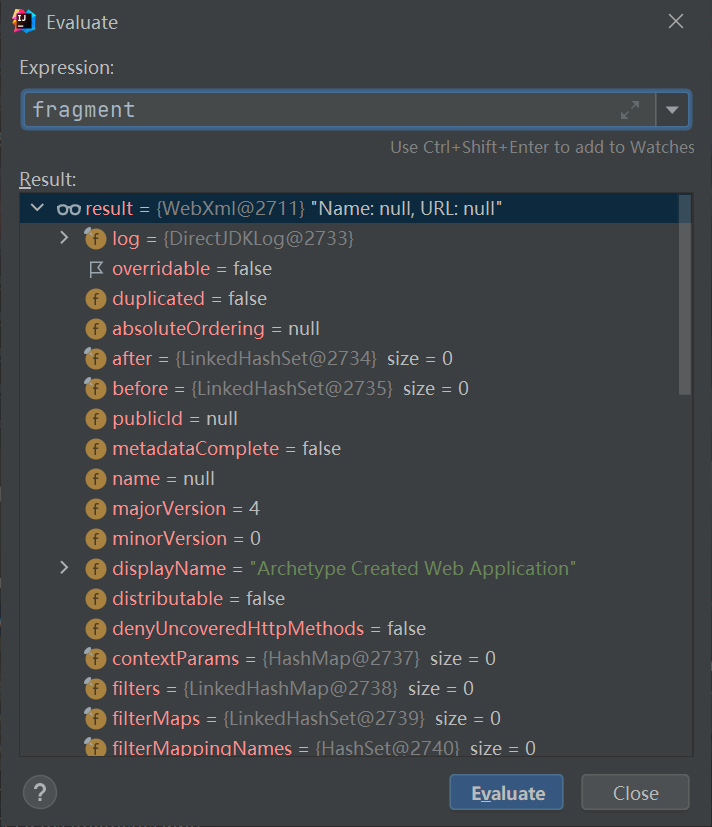 Evaluate
Expression:
fragment
Use Ctrl+Shift+Enter to add to Watches
Result:
result = {WebXml@2711} "Name: null, URL: null"
log = {DirectJDKLog@2733}
overridable = false
duplicated = false
absoluteOrdering = null
after = {LinkedHashSet@2734} size = 0
before = {LinkedHashSet@2735} size = 0
publicId = null
metadataComplete = false
name = null
majorVersion = 4
minorVersion = 0
displayName = "Archetype Created Web Application"
distributable = false
denyUncoveredHttpMethods = false
contextParams = {HashMap@2737} size = 0
filters = {LinkedHashMap@2738} size = 0
filterMaps = {LinkedHashSet@2739} size = 0
filterMappingNames = {HashSet@2740} size = 0
? Evaluate Close